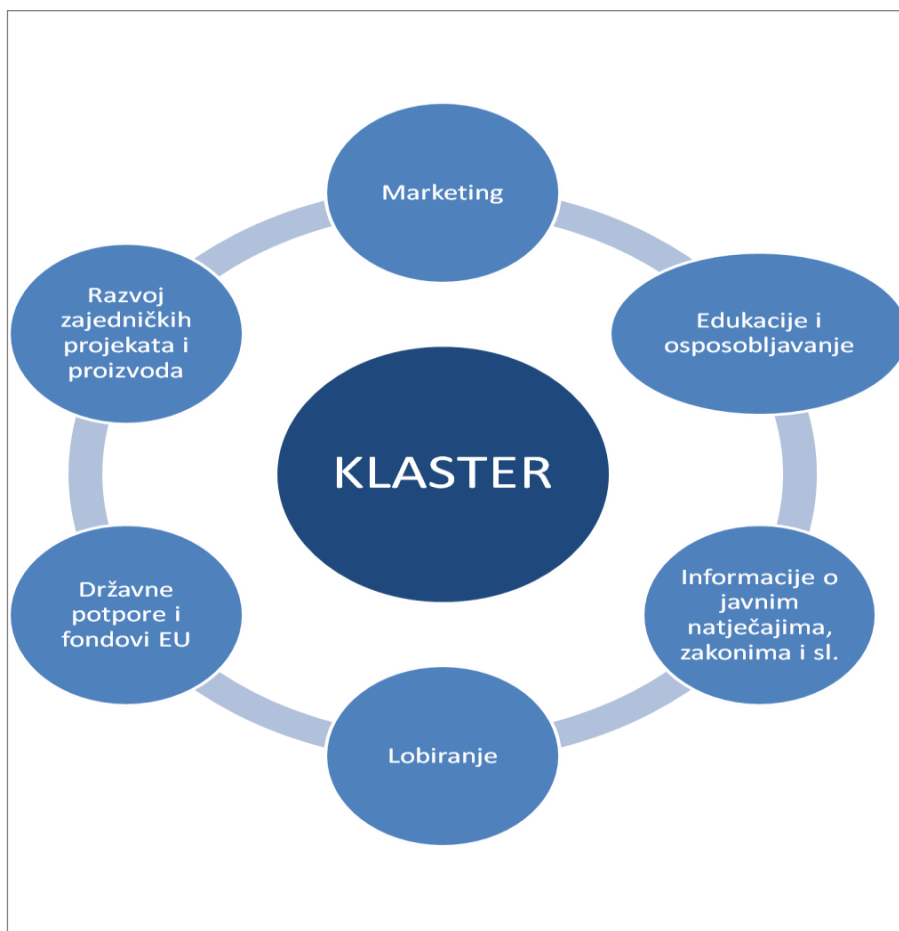 Marketing
Edukacije i
osposobljavanje
Informacije o
javnim
natječajima,
zakonima i sl.
Lobiranje
Državne
potpore i
fondovi EU
Razvoj
zajedničkih
projekata i
proizvoda
KLASTER